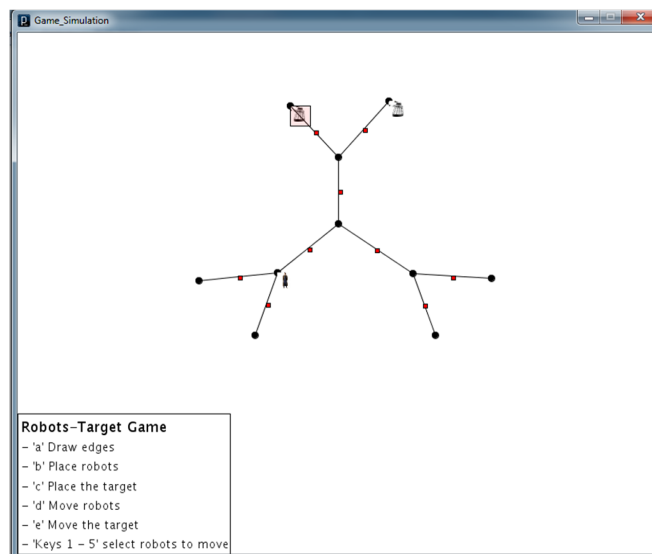 Game_Simulation
Robots-Target Game
- 'a' Draw edges
- 'b' Place robots
- 'c' Place the target
- 'd' Move robots
- 'e' Move the target
- 'Keys 1 - 5' select robots to move